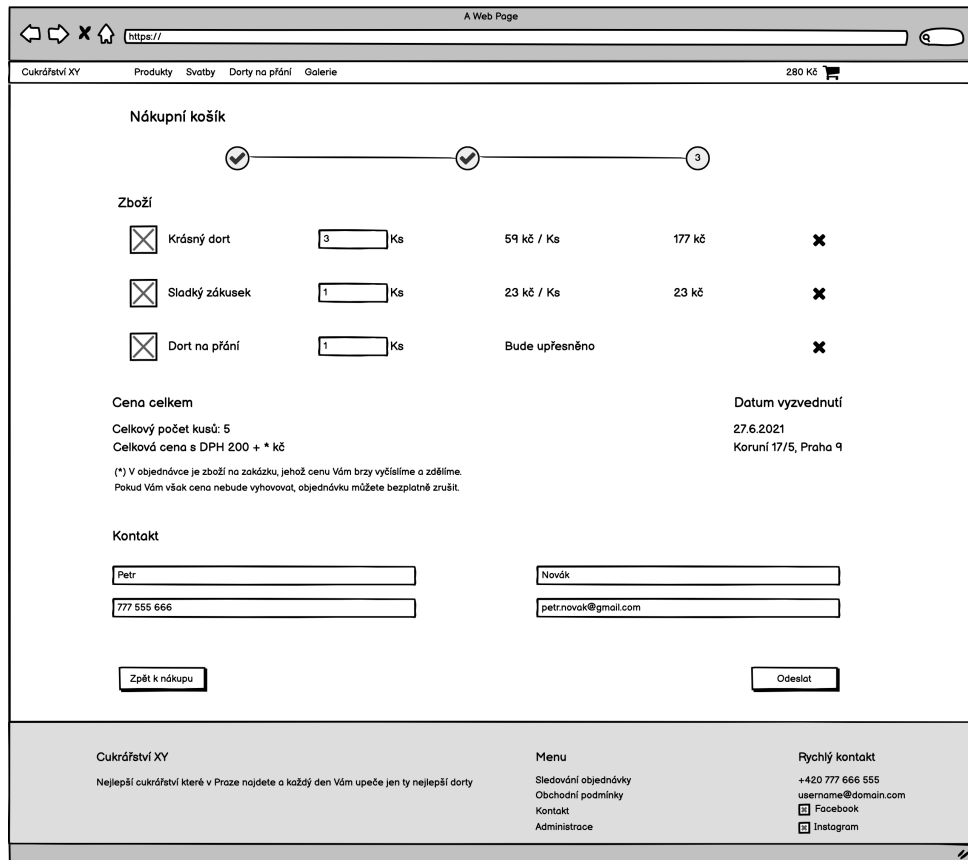 A Web Page
https://
Cukrářství XY Produkty Svatby Dorty na přání Galerie 280 Kč
Nákupní košík
3
Zboží
Krásný dort 3 Ks 59 kč / Ks 177 kč
Sladký zákusek 1 Ks 23 kč / Ks 23 kč
Dort na přání 1 Ks Bude upřesněno
Cena celkem Datum vyzvednutí
Celkový počet kusů: 5 27.6.2021
Celková cena s DPH 200 + * kč Koruní 17/5, Praha 9
(*) V objednávce je zboží na zakázku, jehož cenu Vám brzy vyčíslíme a zdělíme.
Pokud Vám však cena nebude vyhovovat, objednávku můžete bezplatně zrušit.
Kontakt
Petr Novák
777 555 666 petr.novak@gmail.com
Zpět k nákupu Odeslat
Cukrářství XY Menu Rychlý kontakt
Nejlepší cukrářství které v Praze najdete a každý den Vám upeče jen ty nejlepší dorty Sledování objednávky +420 777 666 555
Obchodní podmínky username@domain.com
Kontakt Facebook
Administrace Instagram